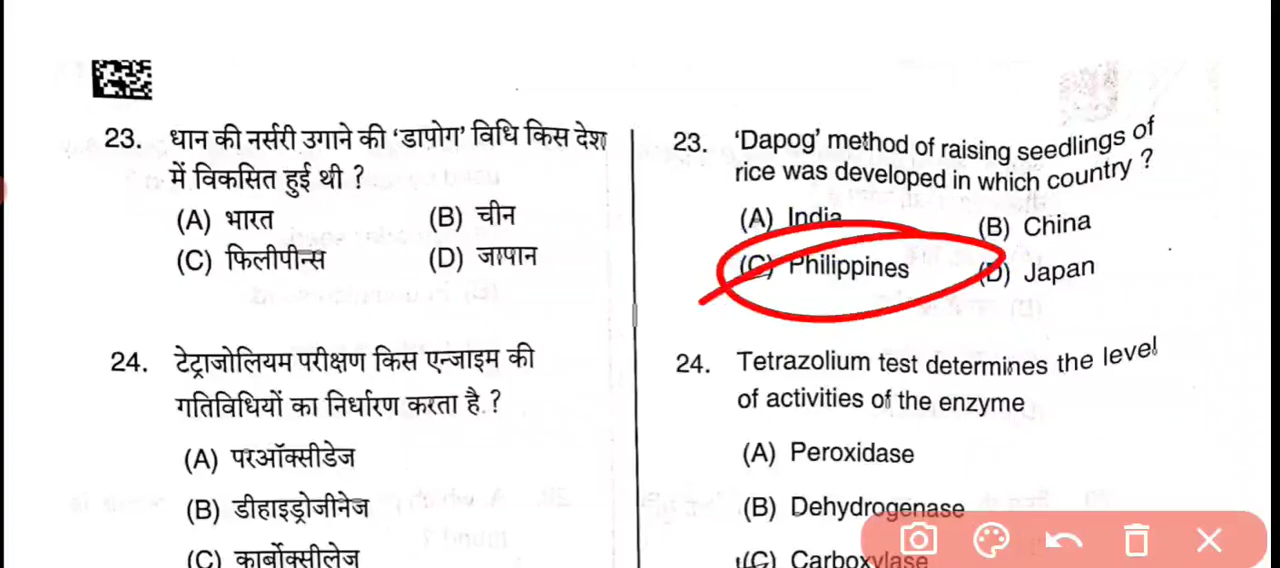 23. धान की नर्सरी उगाने की 'डापोग' विधि किस देश
में विकसित हुई थी ?
(A) भारत (B) चीन
(C) फिलीपीन्स (D) जापान
24. टेट्राजोलियम परीक्षण किस एन्जाइम की
गतिविधियों का निर्धारण करता है ?
(A) परऑक्सीडेज
(B) डीहाइड्रोजीनेज
(C) कार्बोक्सीलेज
23. 'Dapog' method of raising seedlings of
rice was developed in which country ?
(A) India (B) China
(C) Philippines (D) Japan
24. Tetrazolium test determines the level
of activities of the enzyme
(A) Peroxidase
(B) Dehydrogenase
(C) Carboxylase